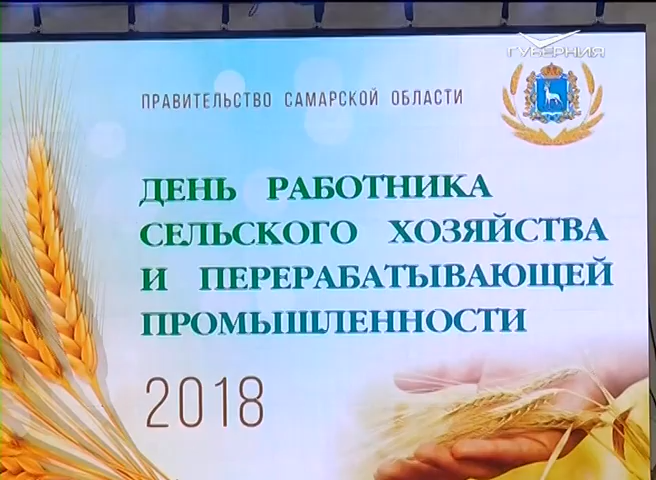 ГУБЕРНИЯ
ПРАВИТЕЛЬСТВО САМАРСКОЙ ОБЛАСТИ
ДЕНЬ РАБОТНИКА
СЕЛЬСКОГО ХОЗЯЙСТВА
И ПЕРЕРАБАТЫВАЮЩЕЙ
ПРОМЫШЛЕННОСТИ
2018